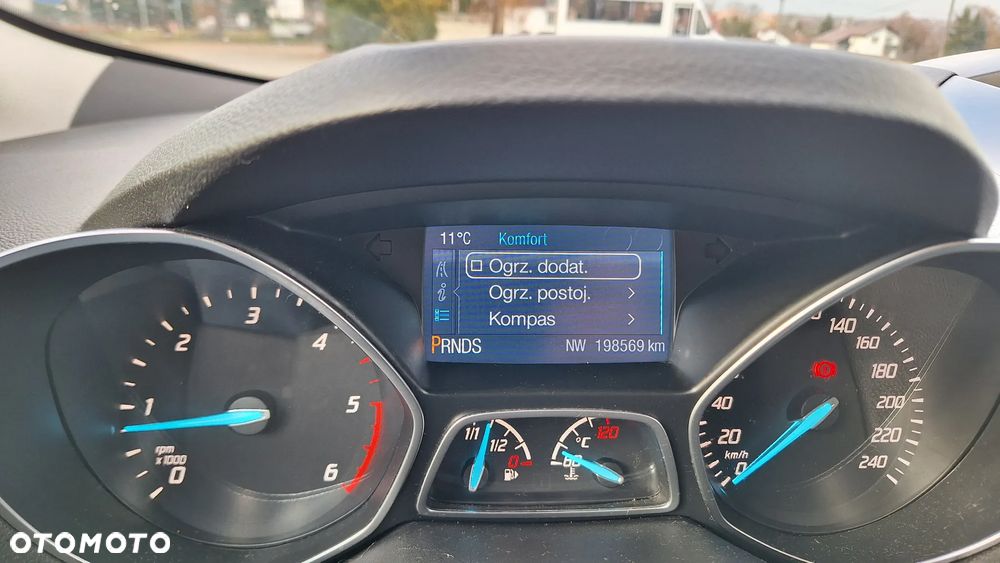 11°C Komfort
Ogrz. dodat.
Ogrz. postoj. >
Kompas >
PRNDS NW 198569 km
0 1 2 3 4 5 6
rpm
x 1000
1/1 1/2 0
°C
60 120
0 20 40
140 160 180 200 220 240
km/h
OTOMOTO